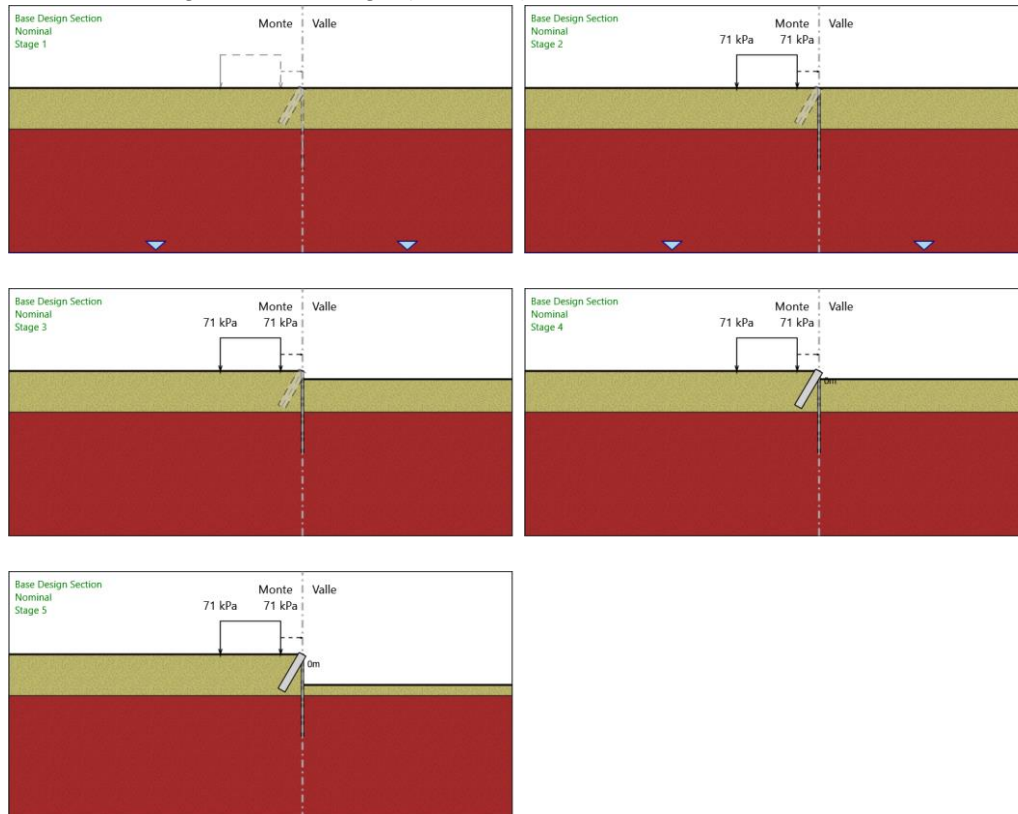 Base Design Section
Nominal
Stage 1
Monte Valle
Base Design Section
Nominal
Stage 2
Monte Valle
71 kPa 71 kPa
Base Design Section
Nominal
Stage 3
Monte Valle
71 kPa 71 kPa
Base Design Section
Nominal
Stage 4
Monte Valle
71 kPa 71 kPa
0m
Base Design Section
Nominal
Stage 5
Monte Valle
71 kPa 71 kPa
0m